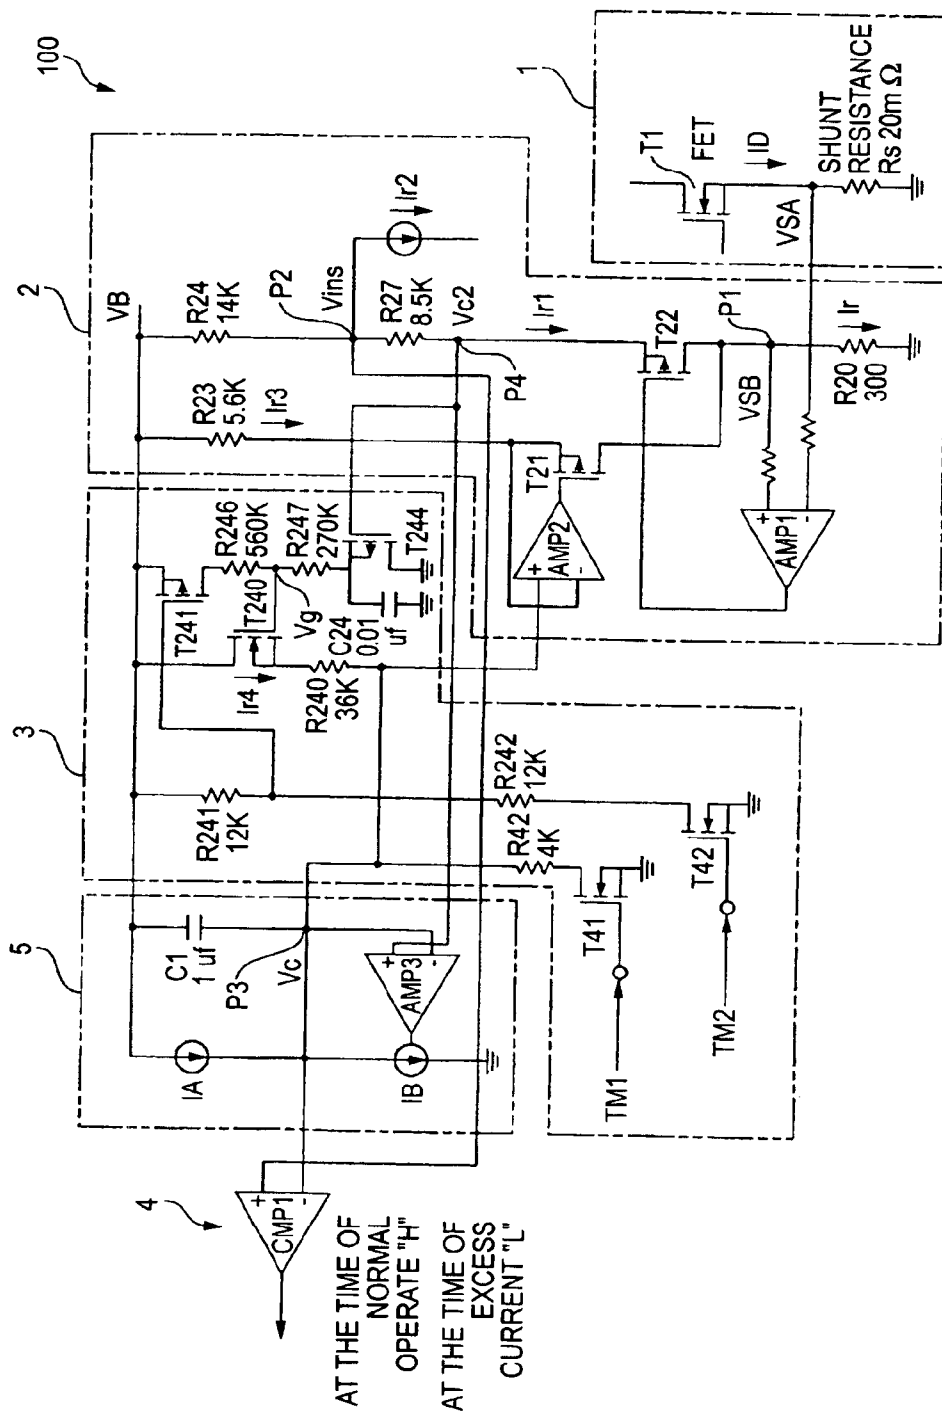 100
1
T1
FET
ID
SHUNT
RESISTANCE
Rs 20m Ω
VSA
2
VB
R24
14K
P2
Vins
Ir2
R27
8.5K
Vc2
P4
Ir1
T22
P1
VSB
Ir
R20
300
R23
5.6K
Ir3
T21
AMP2
+
-
AMP1
+
-
3
T241
R246
560K
T240
R247
270K
Vg
T244
C24
0.01
uf
Ir4
R240
36K
R241
12K
R242
12K
R42
4K
T41
T42
TM1
TM2
5
C1
1 uf
P3
Vc
AMP3
+
-
IA
IB
4
CMP1
+
-
AT THE TIME OF
NORMAL
OPERATE "H"
AT THE TIME OF
EXCESS
CURRENT "L"